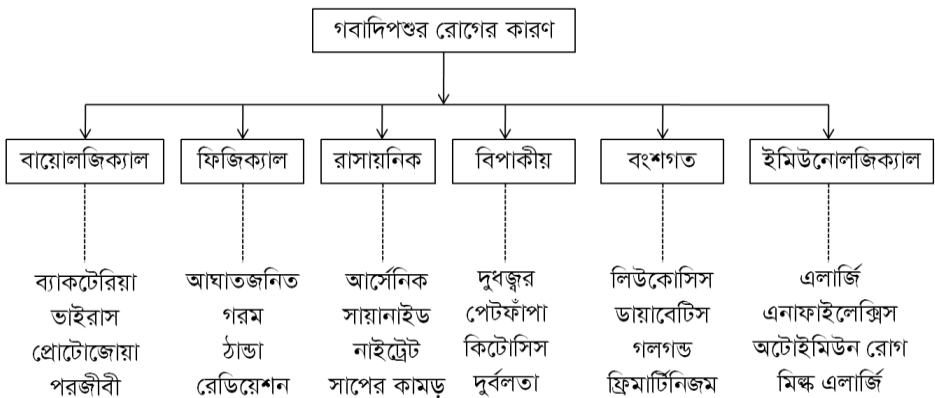 গবাদিপশুর রোগের কারণ
বায়োলজিক্যাল
ফিজিক্যাল
রাসায়নিক
বিপাকীয়
বংশগত
ইমিউনোলজিক্যাল
ব্যাকটেরিয়া
ভাইরাস
প্রোটোজোয়া
পরজীবী
আঘাতজনিত
গরম
ঠান্ডা
রেডিয়েশন
আর্সেনিক
সায়ানাইড
নাইট্রেট
সাপের কামড়
দুধজ্বর
পেটফাঁপা
কিটোসিস
দুর্বলতা
লিউকোসিস
ডায়াবেটিস
গলগন্ড
ফ্রিমার্টিনিজম
এলার্জি
এনাফাইলেক্সিস
অটোইমিউন রোগ
মিল্ক এলার্জি